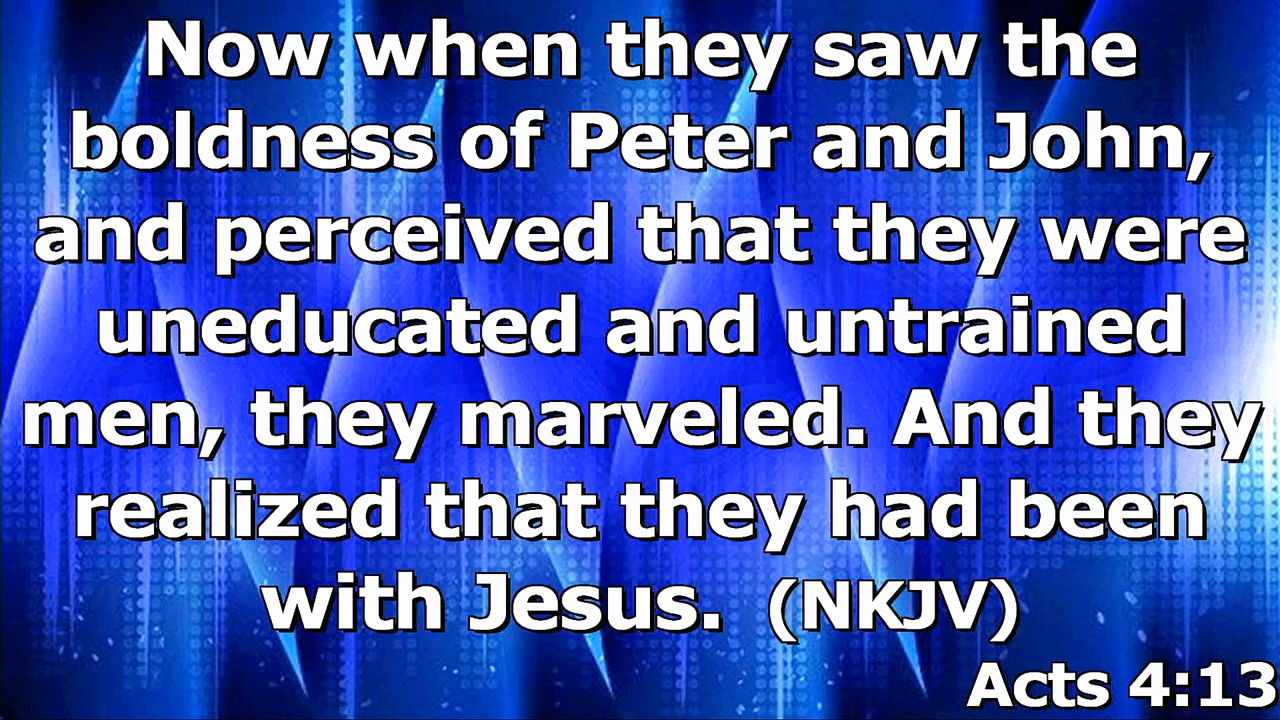 Now when they saw the
boldness of Peter and John,
and perceived that they were
uneducated and untrained
men, they marveled. And they
realized that they had been
with Jesus. (NKJV)
Acts 4:13